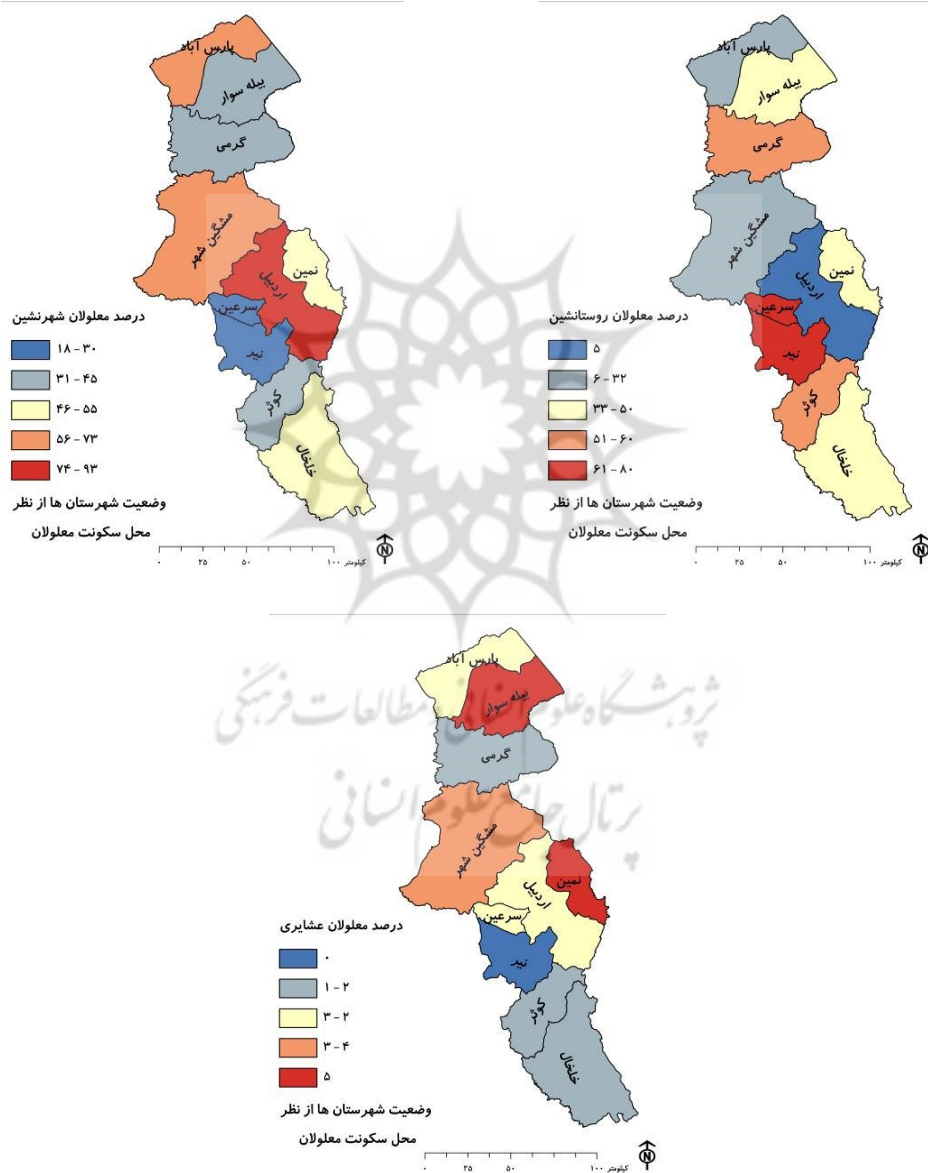 پارس آباد
بیله سوار
گرمی
مشگین شهر
نمین
اردبیل
سرعین
نیر
کوثر
خلخال
درصد معلولان شهرنشین
۱۸ - ۳۰
۳۱ - ۴۵
۴۶ - ۵۵
۵۶ - ۷۳
۷۴ - ۹۳
وضعیت شهرستان ها از نظر
محل سکونت معلولان
۰ ۲۵ ۵۰ ۱۰۰ کیلومتر
N
پارس آباد
بیله سوار
گرمی
مشگین شهر
نمین
اردبیل
سرعین
نیر
کوثر
خلخال
درصد معلولان روستانشین
۵
۶ - ۳۲
۳۳ - ۵۰
۵۱ - ۶۰
۶۱ - ۸۰
وضعیت شهرستان ها از نظر
محل سکونت معلولان
۰ ۲۵ ۵۰ ۱۰۰ کیلومتر
N
پارس آباد
بیله سوار
گرمی
مشگین شهر
نمین
اردبیل
سرعین
نیر
کوثر
خلخال
درصد معلولان عشایری
۰
۱ - ۲
۳ - ۲
۳ - ۴
۵
وضعیت شهرستان ها از نظر
محل سکونت معلولان
۰ ۲۵ ۵۰ ۱۰۰ کیلومتر
N
پژوهشگاه علوم انسانی و مطالعات فرهنگی
پرتال جامع علوم انسانی